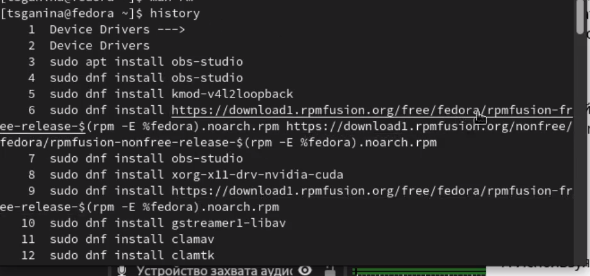 [tsganina@fedora ~]$ history
1 Device Drivers --->
2 Device Drivers
3 sudo apt install obs-studio
4 sudo dnf install obs-studio
5 sudo dnf install kmod-v4l2loopback
6 sudo dnf install https://download1.rpmfusion.org/free/fedora/rpmfusion-fr
ee-release-$(rpm -E %fedora).noarch.rpm https://download1.rpmfusion.org/nonfree/
fedora/rpmfusion-nonfree-release-$(rpm -E %fedora).noarch.rpm
7 sudo dnf install obs-studio
8 sudo dnf install xorg-x11-drv-nvidia-cuda
9 sudo dnf install https://download1.rpmfusion.org/free/fedora/rpmfusion-fr
ee-release-$(rpm -E %fedora).noarch.rpm
10 sudo dnf install gstreamer1-libav
11 sudo dnf install clamav
12 sudo dnf install clamtk
Устройство захвата аудио